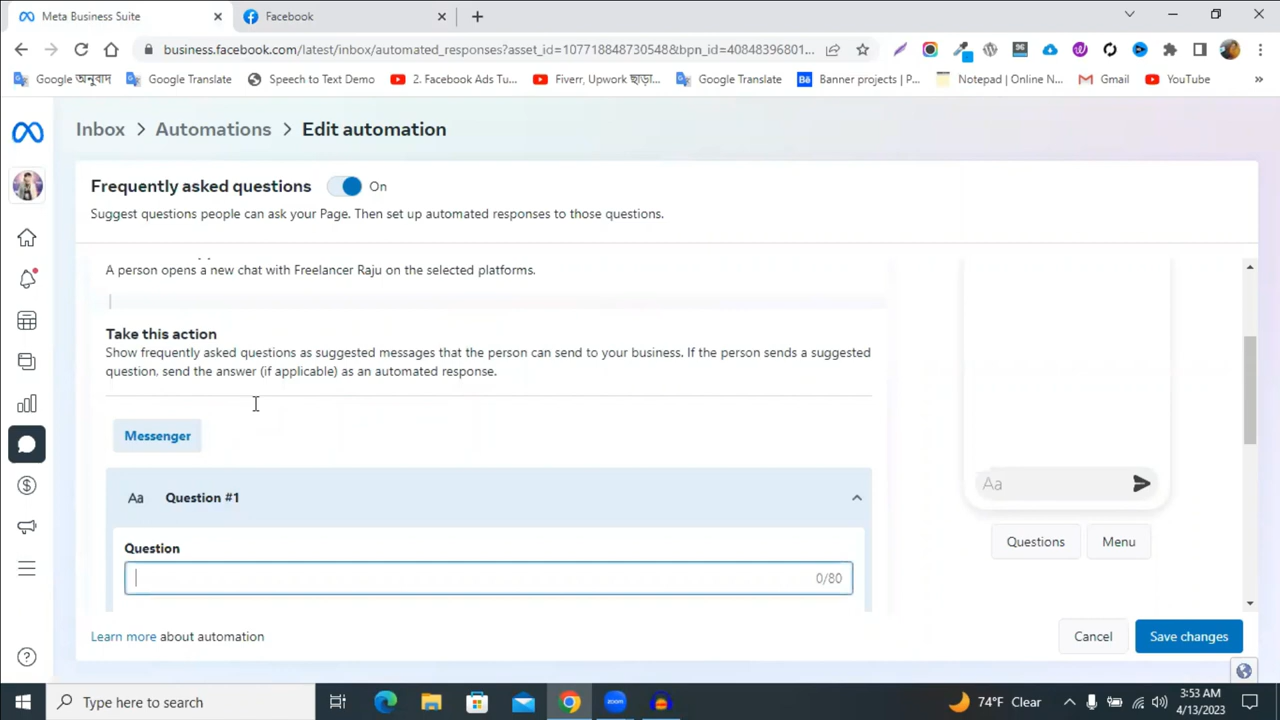 Meta Business Suite
Facebook
business.facebook.com/latest/inbox/automated_responses?asset_id=107718848730548&bpn_id=40848396801...
Google অনুবাদ
Google Translate
Speech to Text Demo
2. Facebook Ads Tu...
Fiverr, Upwork ছাড়া...
Google Translate
Banner projects | P...
Notepad | Online N...
Gmail
YouTube
Inbox > Automations > Edit automation
Frequently asked questions
On
Suggest questions people can ask your Page. Then set up automated responses to those questions.
A person opens a new chat with Freelancer Raju on the selected platforms.
Take this action
Show frequently asked questions as suggested messages that the person can send to your business. If the person sends a suggested
question, send the answer (if applicable) as an automated response.
Messenger
Aa Question #1
Question
0/80
Aa
Questions
Menu
Learn more about automation
Cancel
Save changes
Type here to search
zoom
74°F Clear
3:53 AM
4/13/2023